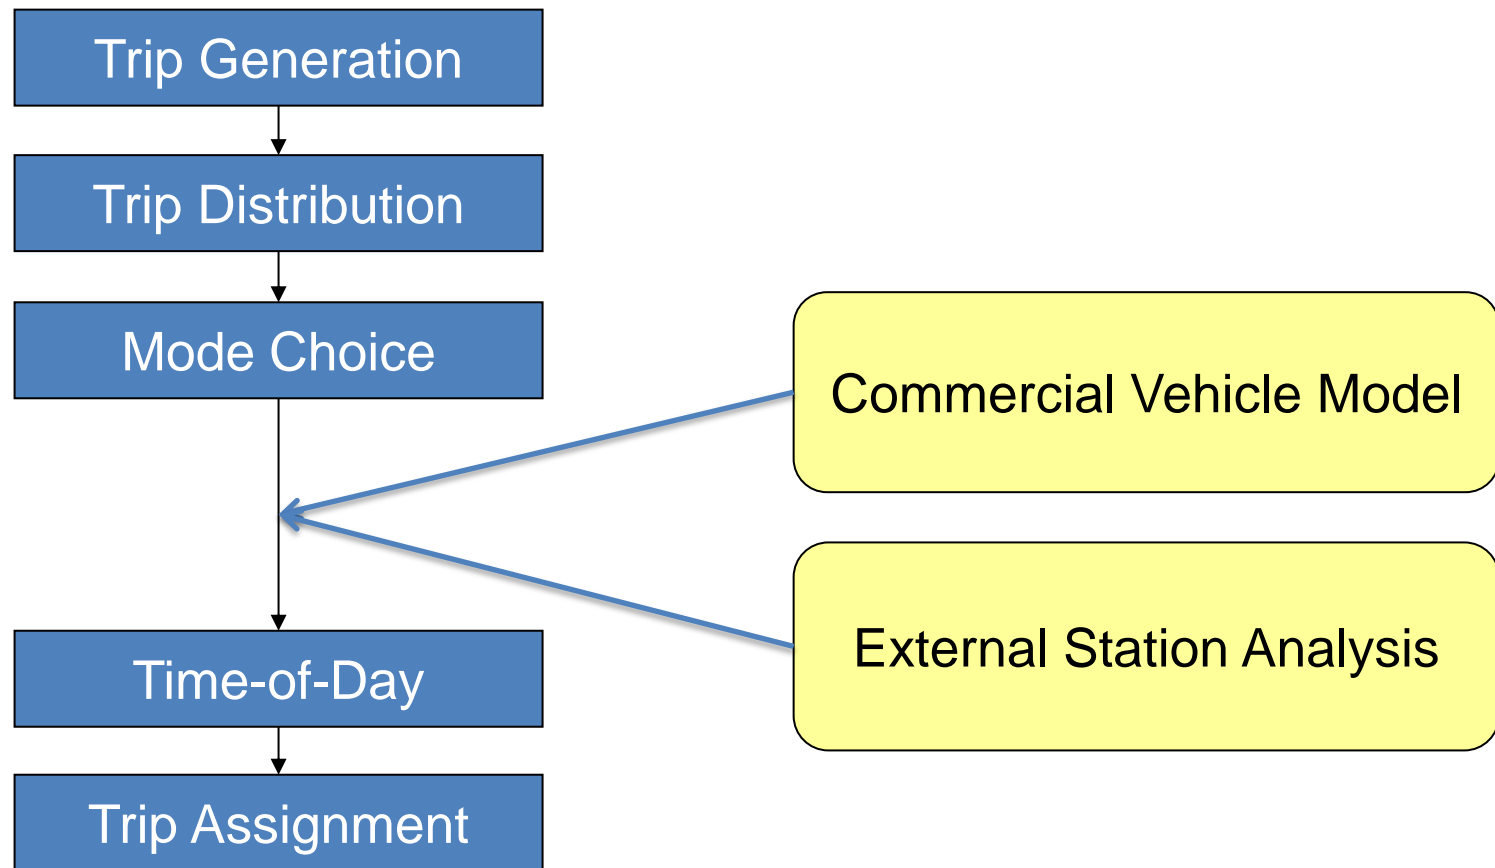 Trip Generation
Trip Distribution
Mode Choice
Commercial Vehicle Model
External Station Analysis
Time-of-Day
Trip Assignment